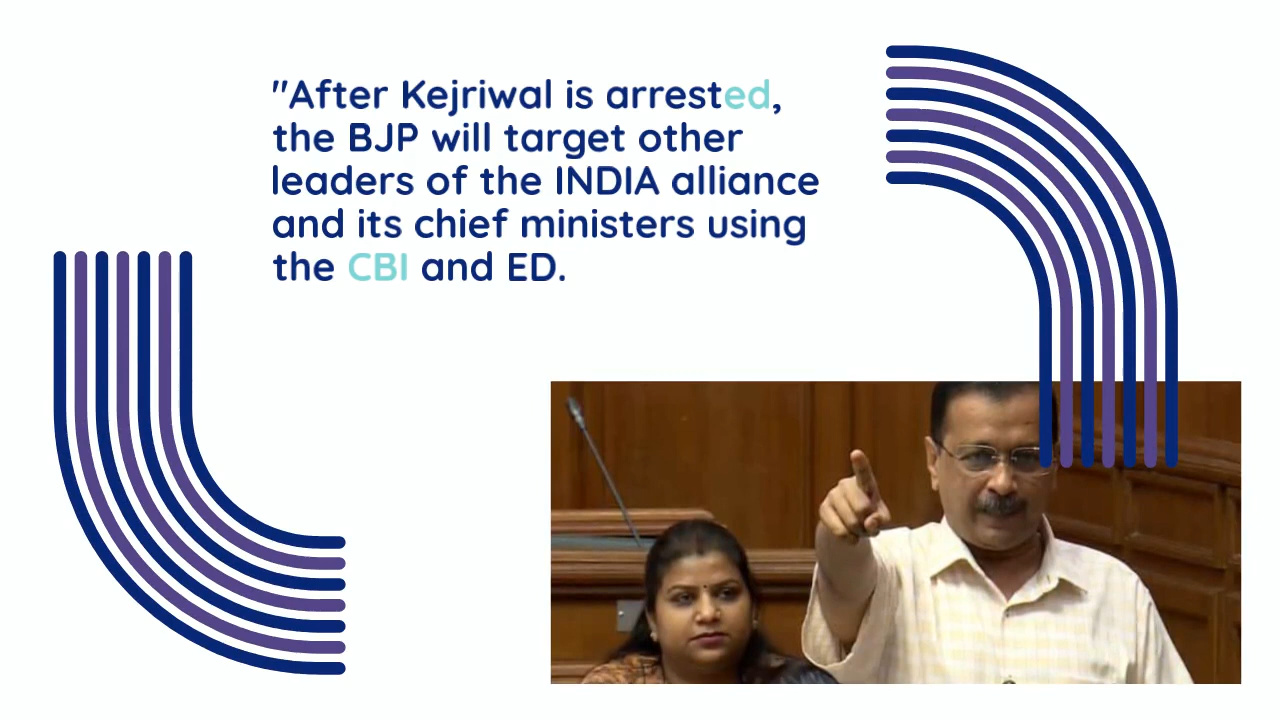 "After Kejriwal is arrested,
the BJP will target other
leaders of the INDIA alliance
and its chief ministers using
the CBI and ED.